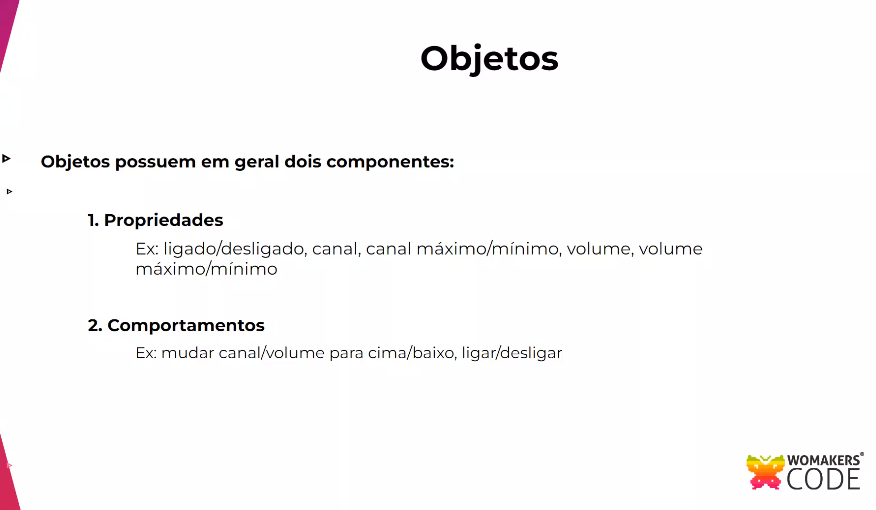 Objetos
Objetos possuem em geral dois componentes:
1. Propriedades
Ex: ligado/desligado, canal, canal máximo/mínimo, volume, volume
máximo/mínimo
2. Comportamentos
Ex: mudar canal/volume para cima/baixo, ligar/desligar
WOMAKERS®
CODE